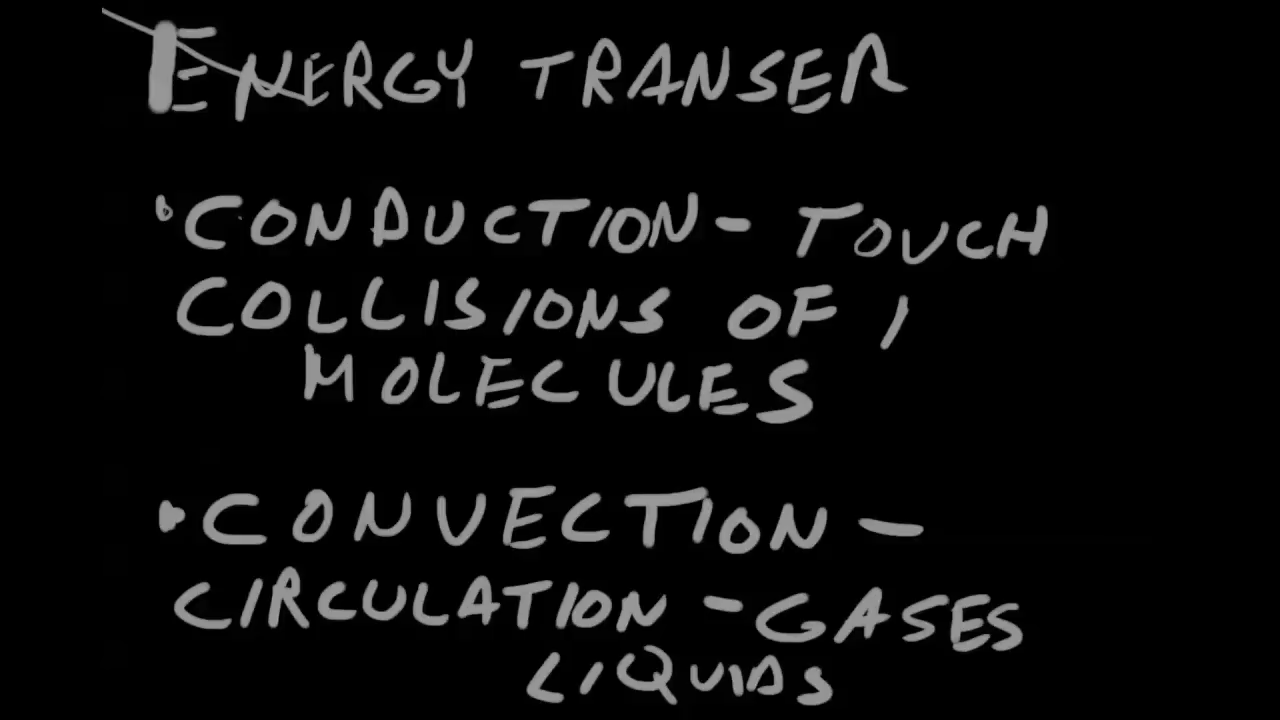 ENERGY TRANSER
• CONDUCTION - TOUCH
COLLISIONS OF
MOLECULES
• CONVECTION -
CIRCULATION - GASES
LIQUIDS